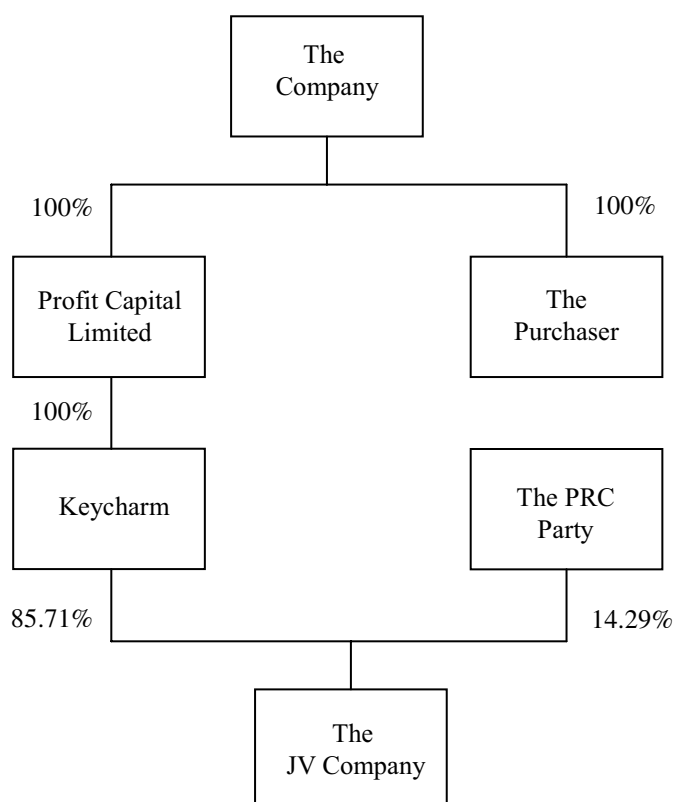 The
Company
100%
100%
Profit Capital
Limited
The
Purchaser
100%
Keycharm
The PRC
Party
85.71%
14.29%
The
JV Company